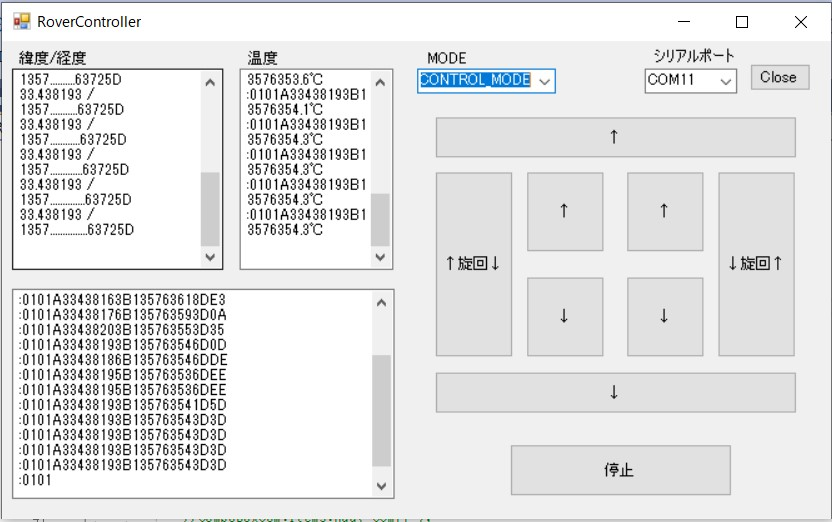 RoverController
緯度/経度
温度
MODE
シリアルポート
CONTROL_MODE
COM11
Close
1357.........63725D
33.438193 /
1357..........63725D
33.438193 /
1357...........63725D
33.438193 /
1357............63725D
33.438193 /
1357.............63725D
33.438193 /
1357..............63725D
3576353.6℃
:0101A33438193B1
3576354.1℃
:0101A33438193B1
3576354.3℃
:0101A33438193B1
3576354.3℃
:0101A33438193B1
3576354.3℃
:0101A33438193B1
3576354.3℃
↑
↑旋回↓
↑
↑
↓旋回↑
↓
↓
↓
停止
:0101A33438163B135763618DE3
:0101A33438176B135763593D0A
:0101A33438203B135763553D35
:0101A33438193B135763546D0D
:0101A33438186B135763546DDE
:0101A33438195B135763536DEE
:0101A33438195B135763536DEE
:0101A33438193B135763541D5D
:0101A33438193B135763543D3D
:0101A33438193B135763543D3D
:0101A33438193B135763543D3D
:0101A33438193B135763543D3D
:0101